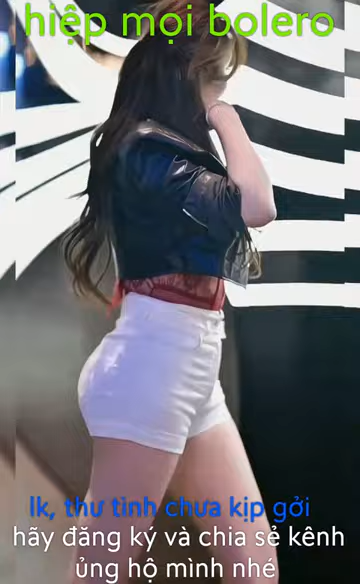 hiệp mọi bolero
lk, thư tình chưa kịp gởi
hãy đăng ký và chia sẻ kênh
ủng hộ mình nhé